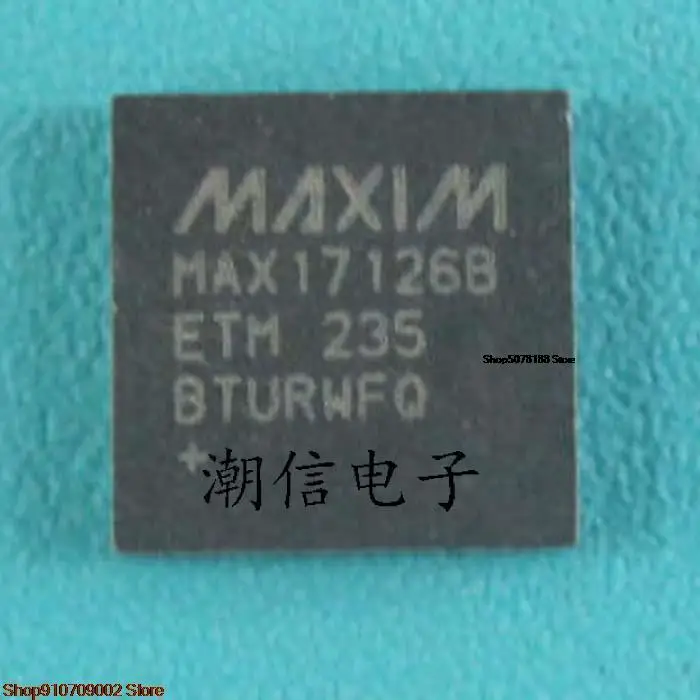 MAXIM
MAX17126B
ETM 235
Shop5078188 Store
BTURWFQ
+
潮信电子
Shop910709002 Store